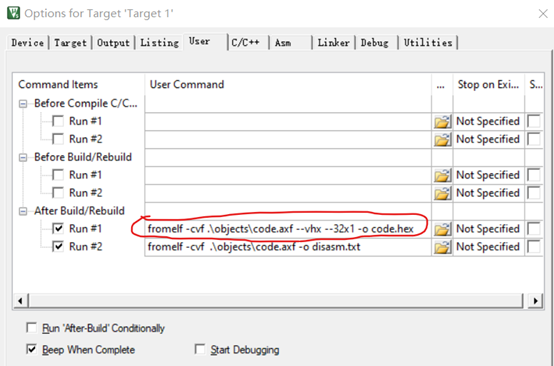 Options for Target 'Target 1'
Device Target Output Listing User C/C++ Asm Linker Debug Utilities
Command Items User Command ... Stop on Exi... S...
Before Compile C/C...
Run #1 Not Specified
Run #2 Not Specified
Before Build/Rebuild
Run #1 Not Specified
Run #2 Not Specified
After Build/Rebuild
Run #1 fromelf -cvf .\objects\code.axf --vhx --32x1 -o code.hex Not Specified
Run #2 fromelf -cvf .\objects\code.axf -o disasm.txt Not Specified
Run 'After-Build' Conditionally
Beep When Complete Start Debugging